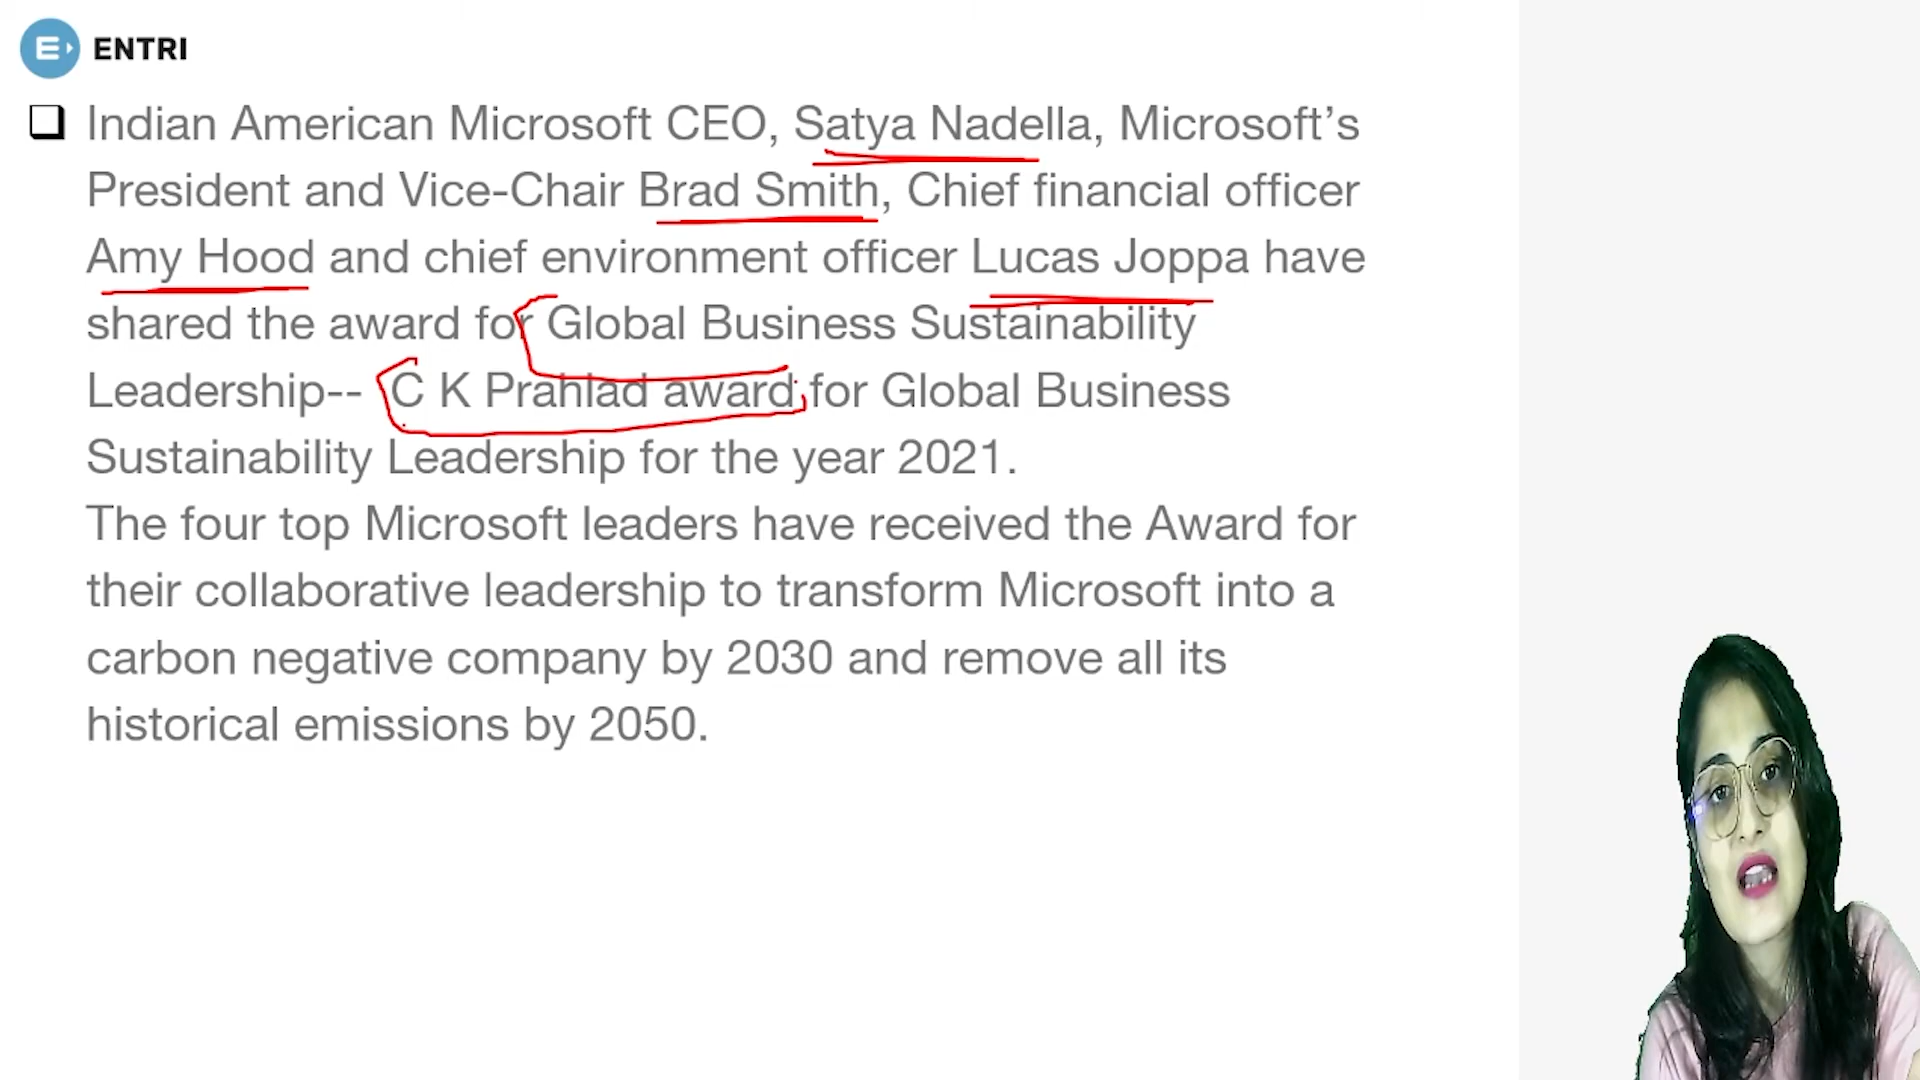 ENTRI
Indian American Microsoft CEO, Satya Nadella, Microsoft’s
President and Vice-Chair Brad Smith, Chief financial officer
Amy Hood and chief environment officer Lucas Joppa have
shared the award for Global Business Sustainability
Leadership-- C K Prahlad award for Global Business
Sustainability Leadership for the year 2021.
The four top Microsoft leaders have received the Award for
their collaborative leadership to transform Microsoft into a
carbon negative company by 2030 and remove all its
historical emissions by 2050.